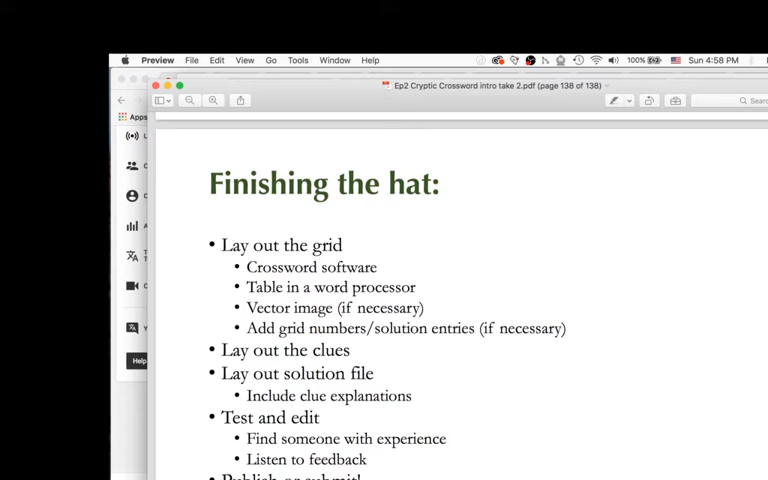 Preview File Edit View Go Tools Window Help 100% Sun 4:58 PM
Ep2 Cryptic Crossword intro take 2.pdf (page 138 of 138)
Apps
Finishing the hat:
• Lay out the grid
• Crossword software
• Table in a word processor
• Vector image (if necessary)
• Add grid numbers/solution entries (if necessary)
• Lay out the clues
• Lay out solution file
• Include clue explanations
Help
• Test and edit
• Find someone with experience
• Listen to feedback
• Publish or submit!